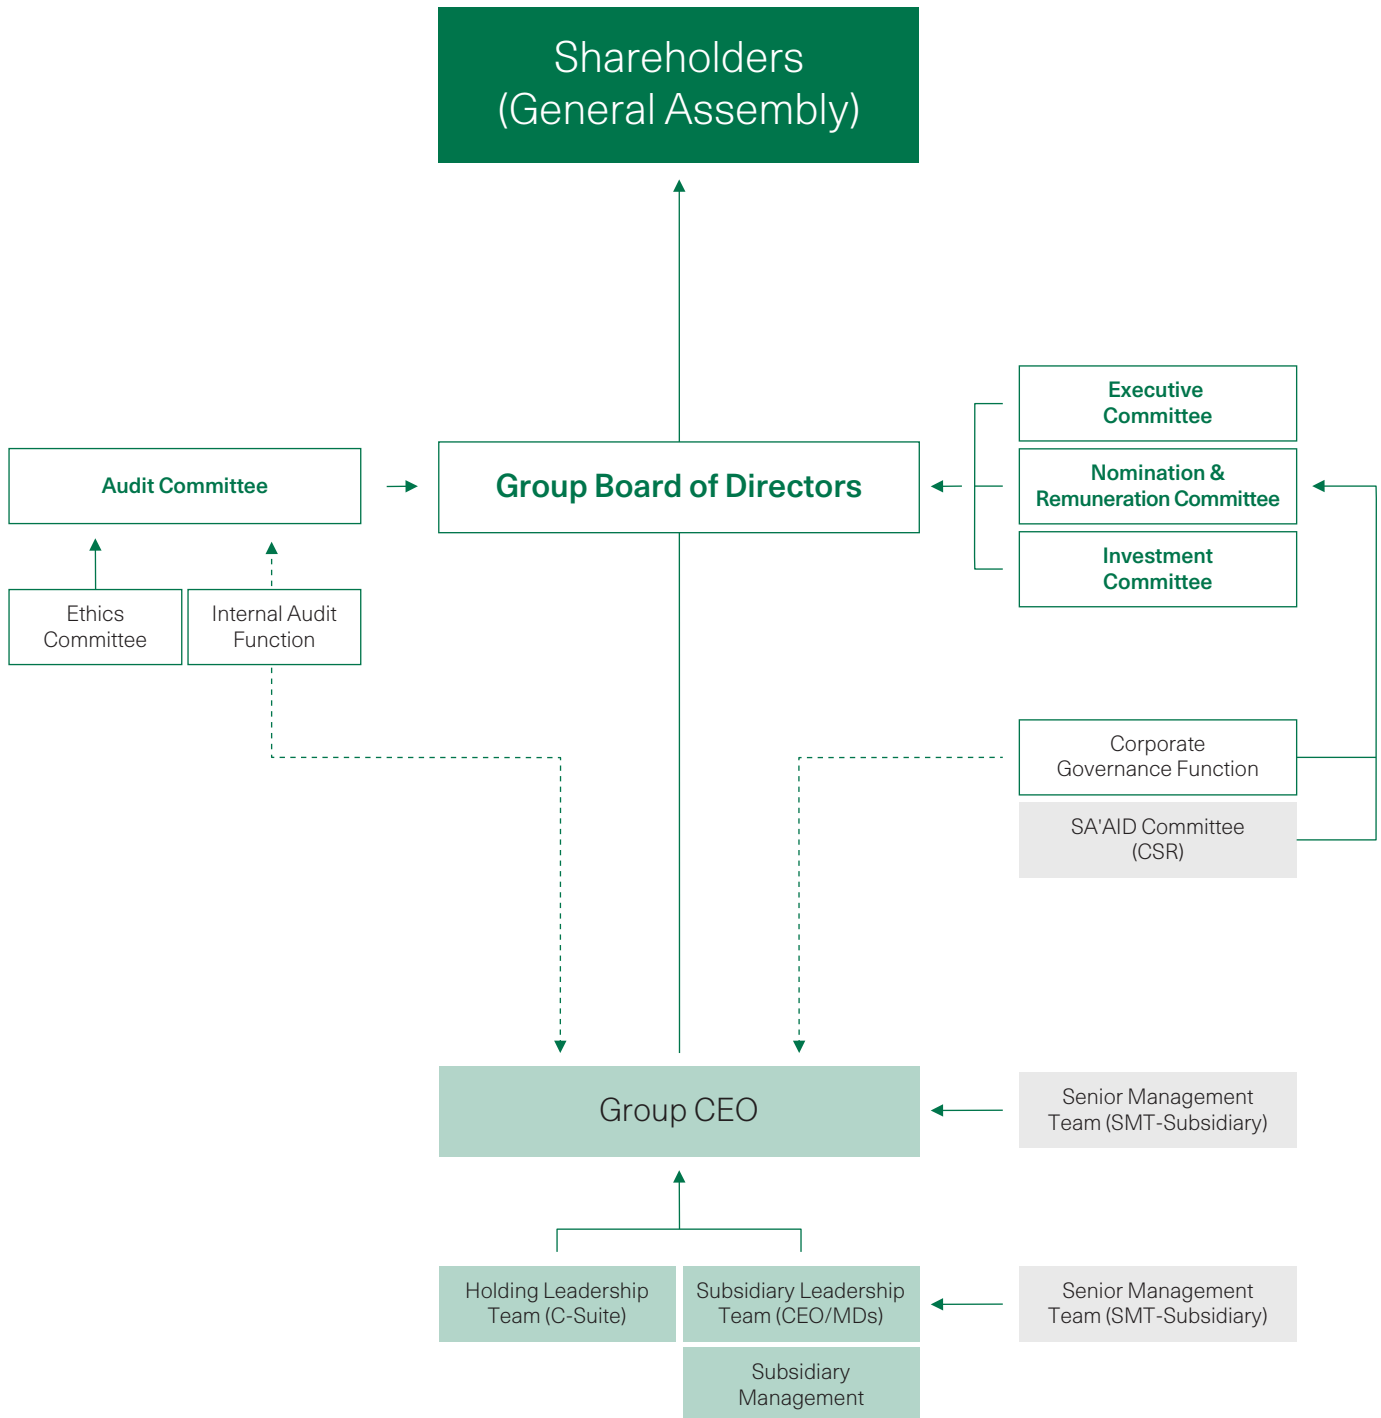 Shareholders
(General Assembly)
Executive
Committee
Audit Committee
Group Board of Directors
Nomination &
Remuneration Committee
Investment
Committee
Ethics
Committee
Internal Audit
Function
Corporate
Governance Function
SA'AID Committee
(CSR)
Group CEO
Senior Management
Team (SMT-Subsidiary)
Holding Leadership
Team (C-Suite)
Subsidiary Leadership
Team (CEO/MDs)
Senior Management
Team (SMT-Subsidiary)
Subsidiary
Management